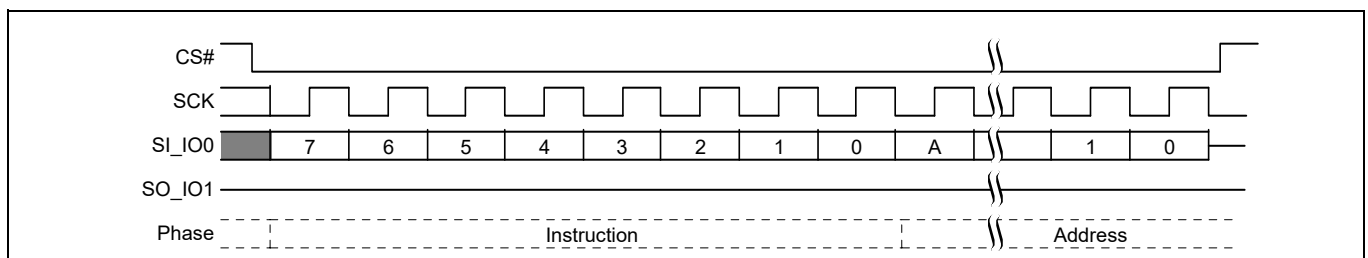 CS#
SCK
SI_IO0 7 6 5 4 3 2 1 0 A 1 0
SO_IO1
Phase Instruction Address